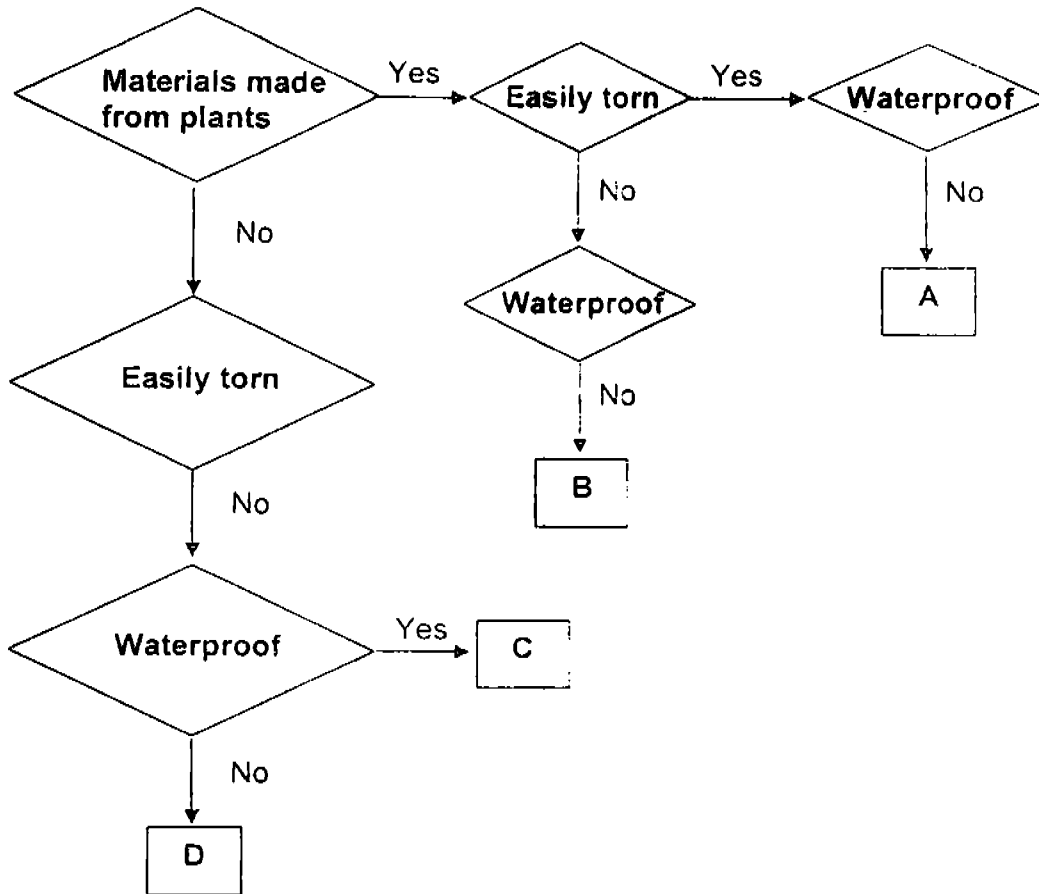 Materials made
from plants
Yes
Easily torn
Yes
Waterproof
No
No
No
A
Waterproof
Easily torn
No
B
No
Waterproof
Yes
C
No
D